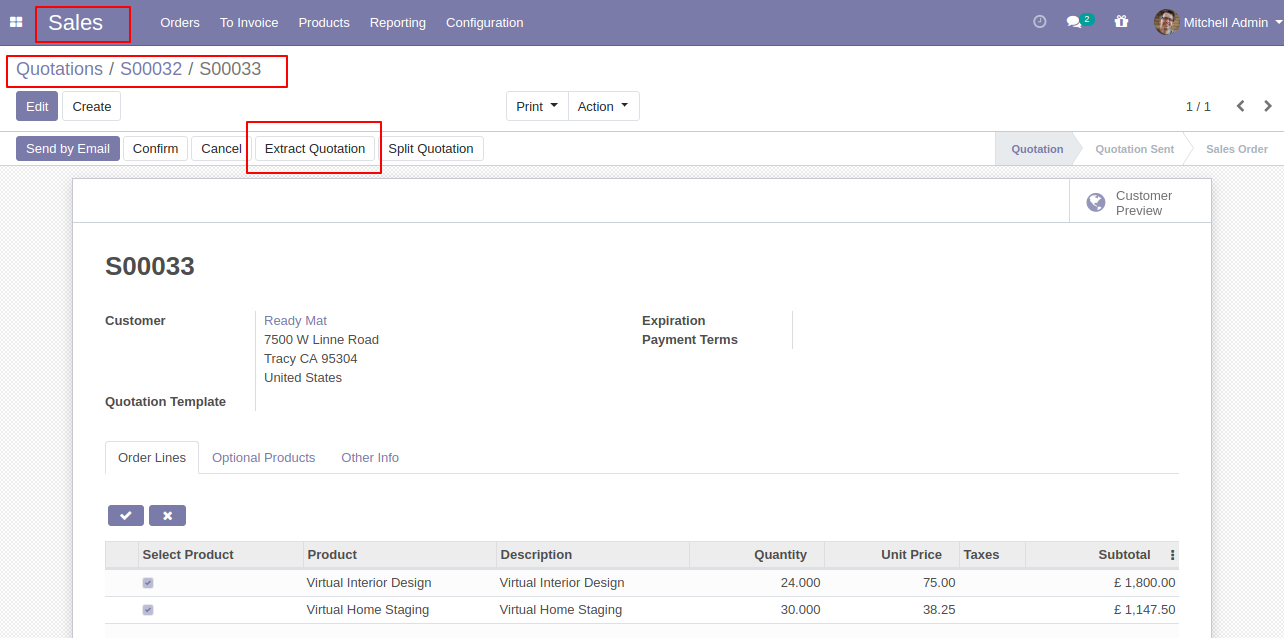 Sales Orders To Invoice Products Reporting Configuration 2 Mitchell Admin
Quotations / S00032 / S00033
Edit Create Print Action 1 / 1
Send by Email Confirm Cancel Extract Quotation Split Quotation Quotation Quotation Sent Sales Order
Customer
Preview
S00033
Customer Ready Mat Expiration
7500 W Linne Road Payment Terms
Tracy CA 95304
United States
Quotation Template
Order Lines Optional Products Other Info
Select Product Product Description Quantity Unit Price Taxes Subtotal
Virtual Interior Design Virtual Interior Design 24.000 75.00 £ 1,800.00
Virtual Home Staging Virtual Home Staging 30.000 38.25 £ 1,147.50